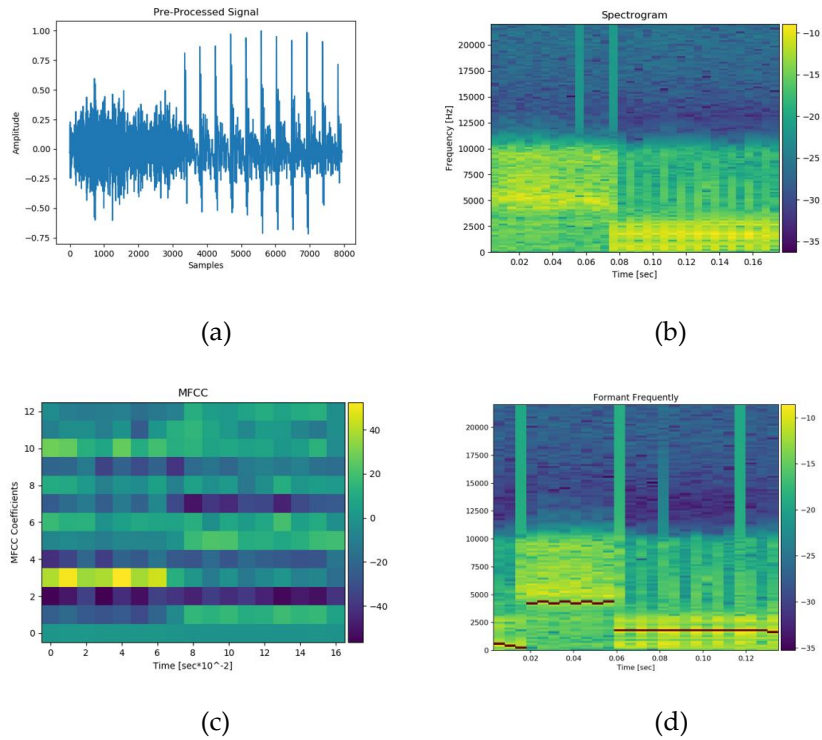 Pre-Processed Signal
1.00
0.75
0.50
0.25
0.00
−0.25
−0.50
−0.75
Amplitude
0 1000 2000 3000 4000 5000 6000 7000 8000
Samples
(a)
Spectrogram
20000
17500
15000
12500
10000
7500
5000
2500
0
Frequency [Hz]
0.02 0.04 0.06 0.08 0.10 0.12 0.14 0.16
Time [sec]
−10
−15
−20
−25
−30
−35
(b)
MFCC
12
10
8
6
4
2
0
MFCC Coefficients
0 2 4 6 8 10 12 14 16
Time [sec*10^-2]
40
20
0
−20
−40
(c)
Formant Frequently
20000
17500
15000
12500
10000
7500
5000
2500
0
0.02 0.04 0.06 0.08 0.10 0.12
Time [sec]
−10
−15
−20
−25
−30
−35
(d)